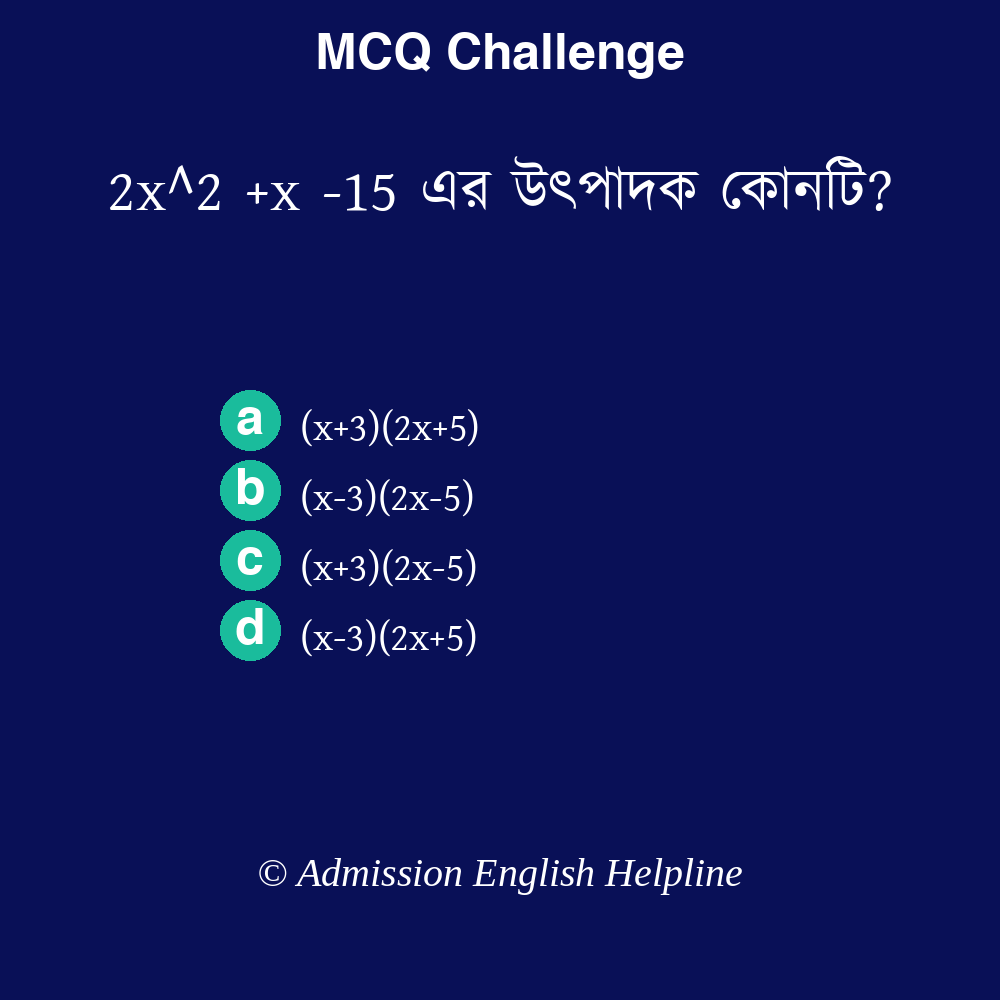 MCQ Challenge
2x^2 +x -15 এর উৎপাদক কোনটি?
a (x+3)(2x+5)
b (x-3)(2x-5)
c (x+3)(2x-5)
d (x-3)(2x+5)
© Admission English Helpline